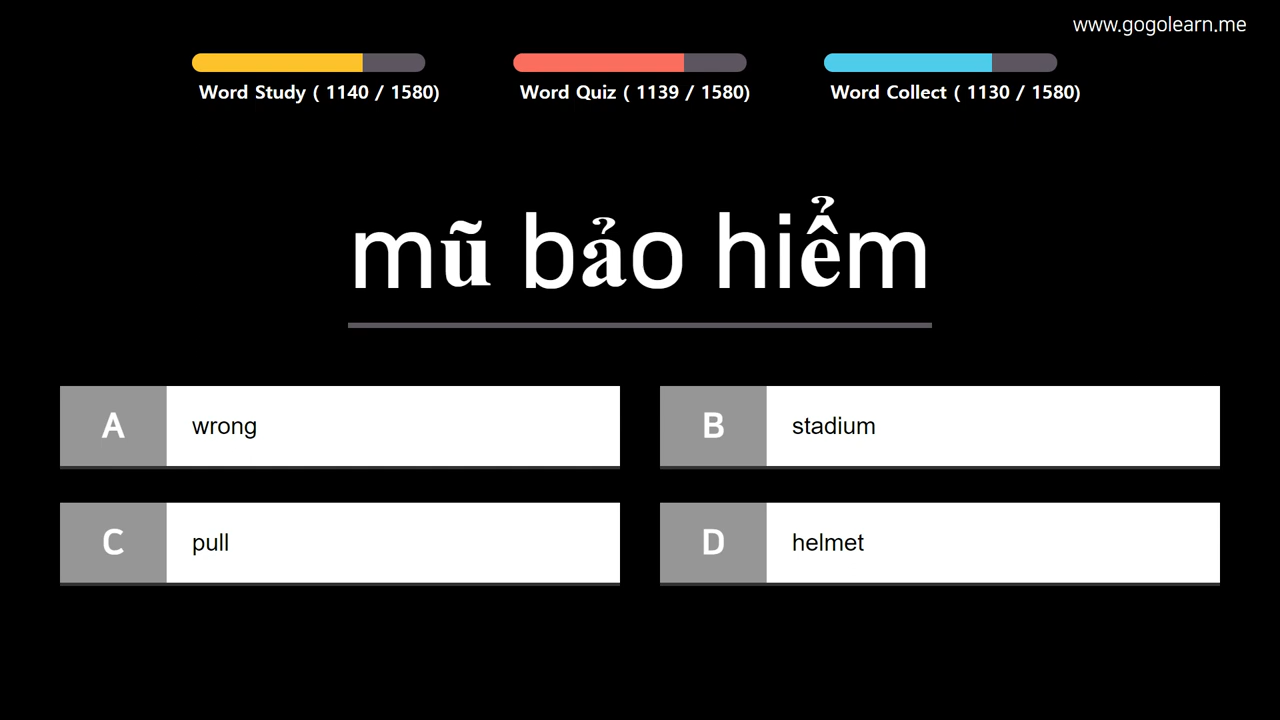 www.gogolearn.me
Word Study ( 1140 / 1580)
Word Quiz ( 1139 / 1580)
Word Collect ( 1130 / 1580)
mũ bảo hiểm
A wrong
B stadium
C pull
D helmet